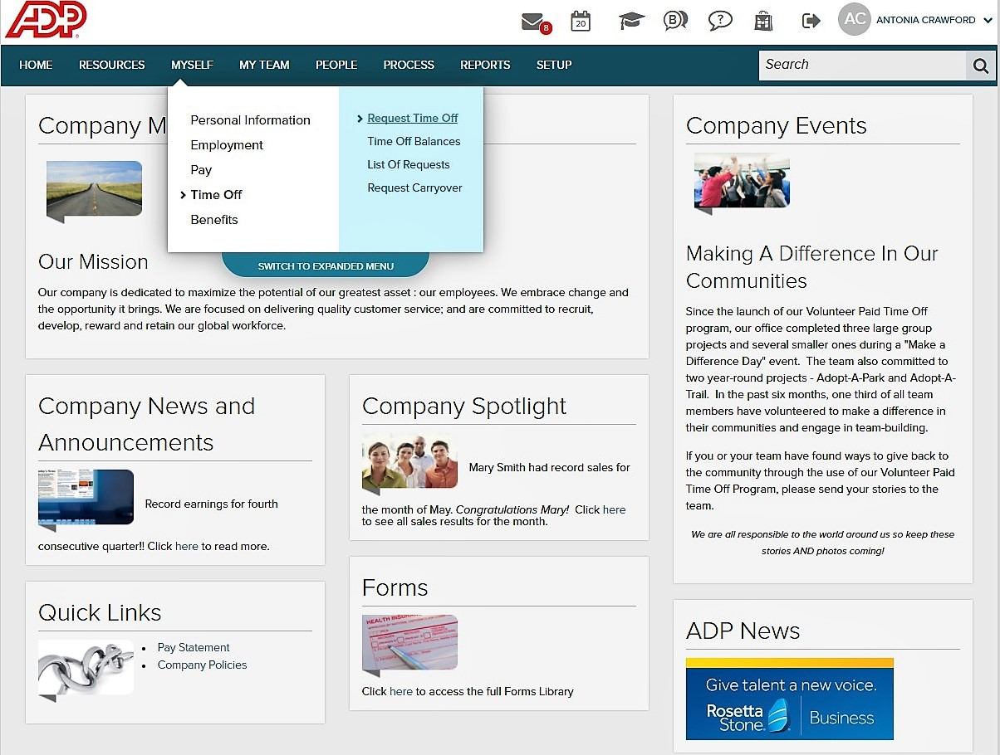 ADP
8
20
B
?
AC
ANTONIA CRAWFORD
HOME
RESOURCES
MYSELF
MY TEAM
PEOPLE
PROCESS
REPORTS
SETUP
Search
Personal Information
Employment
Pay
Time Off
Benefits
Request Time Off
Time Off Balances
List Of Requests
Request Carryover
SWITCH TO EXPANDED MENU
Company M
Our Mission
Our company is dedicated to maximize the potential of our greatest asset : our employees. We embrace change and
the opportunity it brings. We are focused on delivering quality customer service; and are committed to recruit,
develop, reward and retain our global workforce.
Company Events
Making A Difference In Our
Communities
Since the launch of our Volunteer Paid Time Off
program, our office completed three large group
projects and several smaller ones during a "Make a
Difference Day" event.  The team also committed to
two year-round projects - Adopt-A-Park and Adopt-A-
Trail.  In the past six months, one third of all team
members have volunteered to make a difference in
their communities and engage in team-building.
If you or your team have found ways to give back to
the community through the use of our Volunteer Paid
Time Off Program, please send your stories to the
team.
We are all responsible to the world around us so keep these
stories AND photos coming!
Company News and
Announcements
Record earnings for fourth
consecutive quarter!! Click here to read more.
Company Spotlight
Mary Smith had record sales for
the month of May. Congratulations Mary!  Click here
to see all sales results for the month.
Quick Links
Pay Statement
Company Policies
Forms
HEALTH INSURAN
Click here to access the full Forms Library
ADP News
Give talent a new voice.
Rosetta
Stone.
Business